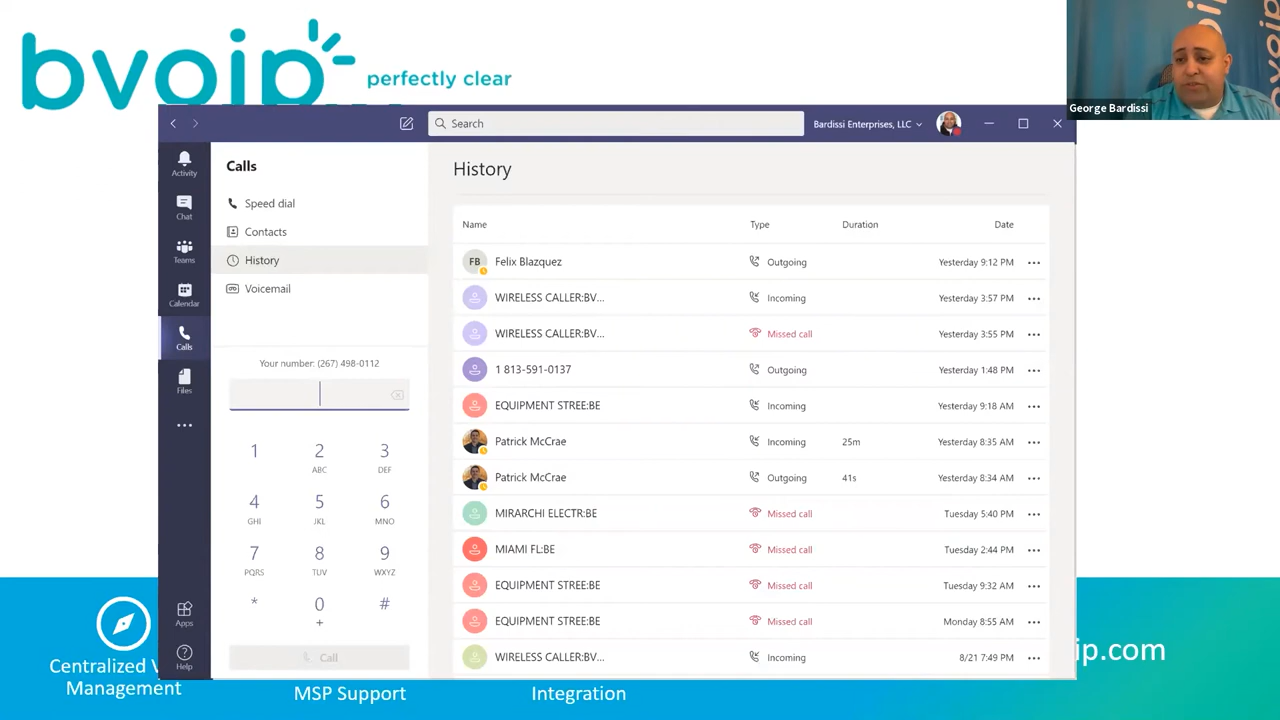 bvoip
perfectly clear
George Bardissi
Search
Bardissi Enterprises, LLC
Activity
Chat
Teams
Calendar
Calls
Files
Apps
Help
Calls
Speed dial
Contacts
History
Voicemail
Your number: (267) 498-0112
1 2 3
ABC DEF
4 5 6
GHI JKL MNO
7 8 9
PQRS TUV WXYZ
* 0 #
+
Call
History
Name Type Duration Date
FB Felix Blazquez Outgoing Yesterday 9:12 PM
WIRELESS CALLER:BV... Incoming Yesterday 3:57 PM
WIRELESS CALLER:BV... Missed call Yesterday 3:55 PM
1 813-591-0137 Outgoing Yesterday 1:48 PM
EQUIPMENT STREE:BE Incoming Yesterday 9:18 AM
Patrick McCrae Incoming 25m Yesterday 8:35 AM
Patrick McCrae Outgoing 41s Yesterday 8:34 AM
MIRARCHI ELECTR:BE Missed call Tuesday 5:40 PM
MIAMI FL:BE Missed call Tuesday 2:44 PM
EQUIPMENT STREE:BE Missed call Tuesday 9:32 AM
EQUIPMENT STREE:BE Missed call Monday 8:55 AM
WIRELESS CALLER:BV... Incoming 8/21 7:49 PM
Centralized V
Management
MSP Support
Integration
ip.com